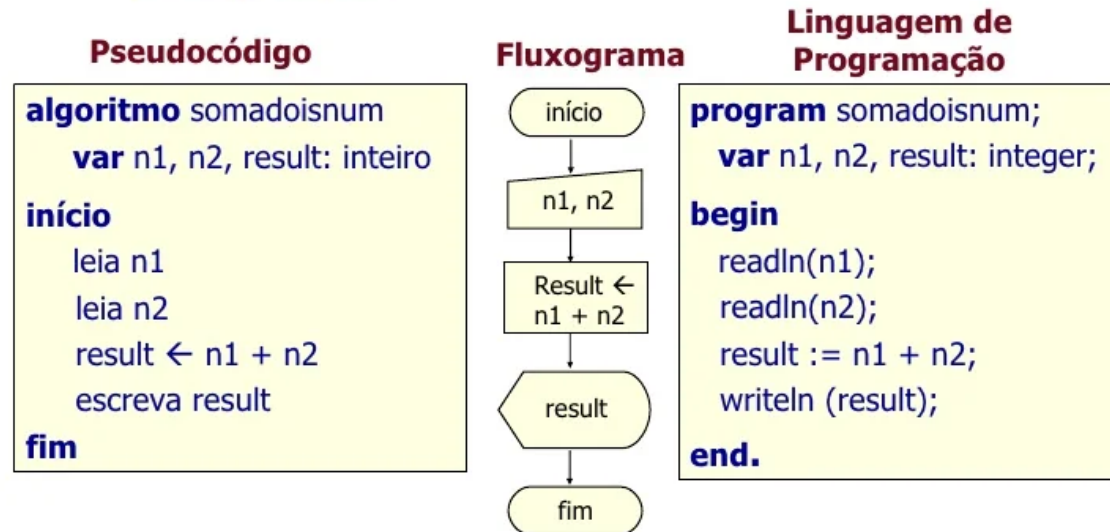 Pseudocódigo
algoritmo somadoisnum
var n1, n2, result: inteiro
início
leia n1
leia n2
result ← n1 + n2
escreva result
fim
Fluxograma
início
n1, n2
Result ←
n1 + n2
result
fim
Linguagem de
Programação
program somadoisnum;
var n1, n2, result: integer;
begin
readln(n1);
readln(n2);
result := n1 + n2;
writeln (result);
end.